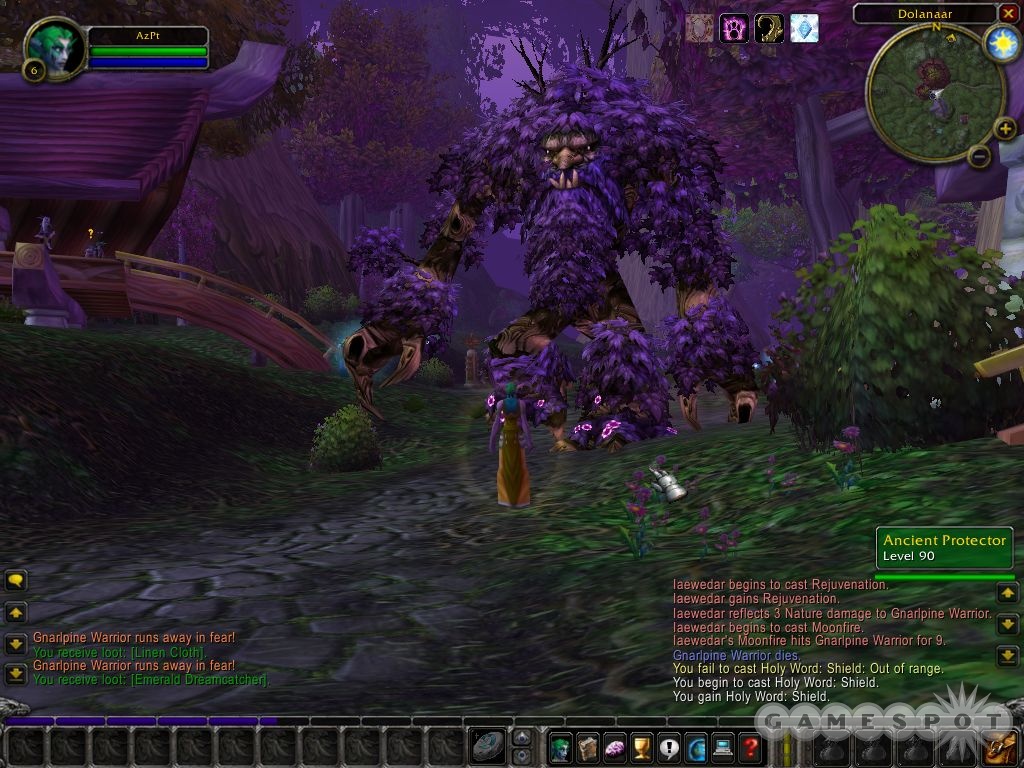 AzPt
6
Dolanaar
N
?
Ancient Protector
Level 90
Gnarlpine Warrior runs away in fear!
You receive loot: [Linen Cloth].
Gnarlpine Warrior runs away in fear!
You receive loot: [Emerald Dreamcatcher].
Iaewedar begins to cast Rejuvenation.
Iaewedar gains Rejuvenation.
Iaewedar reflects 3 Nature damage to Gnarlpine Warrior.
Iaewedar begins to cast Moonfire.
Iaewedar's Moonfire hits Gnarlpine Warrior for 9.
Gnarlpine Warrior dies.
You fail to cast Holy Word: Shield: Out of range.
You begin to cast Holy Word: Shield.
You gain Holy Word: Shield.
GAMESPOT
!
?